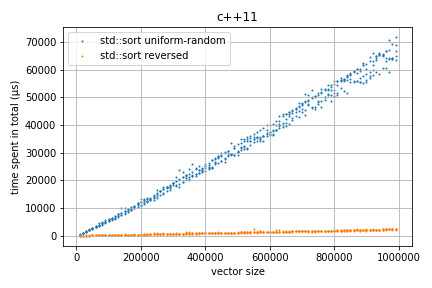 c++11
std::sort uniform-random
std::sort reversed
time spent in total (µs)
70000
60000
50000
40000
30000
20000
10000
0
0 200000 400000 600000 800000 1000000
vector size